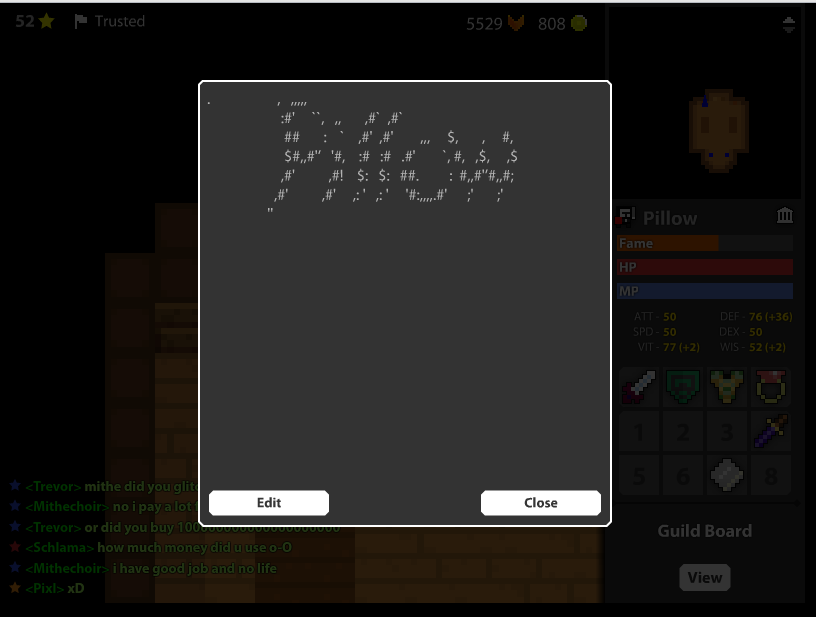 52
Trusted
5529 808
.                    ,   ,,,,,
:#'     ``,   ,,       ,#`  ,#`
##       :    `    ,#'  ,#'        ,,,     $,       ,     #,
$#,,#"   '#,    :#   :#   .#'        `, #,   ,$,     ,$
,#'          ,#!    $:   $:   ##.         :  #,,#"#,,#;
,#'          ,#'     ,: '   ,: '     '#:,,,,.#'       ;'       ;'
"
Edit
Close
Pillow
Fame
HP
MP
ATT - 50 DEF - 76 (+36)
SPD - 50 DEX - 50
VIT - 77 (+2) WIS - 52 (+2)
1 2 3
5 6 8
Guild Board
View
<Trevor> mithe did you glit
<Mithechoir> no i pay a lot
<Trevor> or did you buy
<Schlama> how much money did u use o-O
<Mithechoir> i have good job and no life
<Pixl> xD